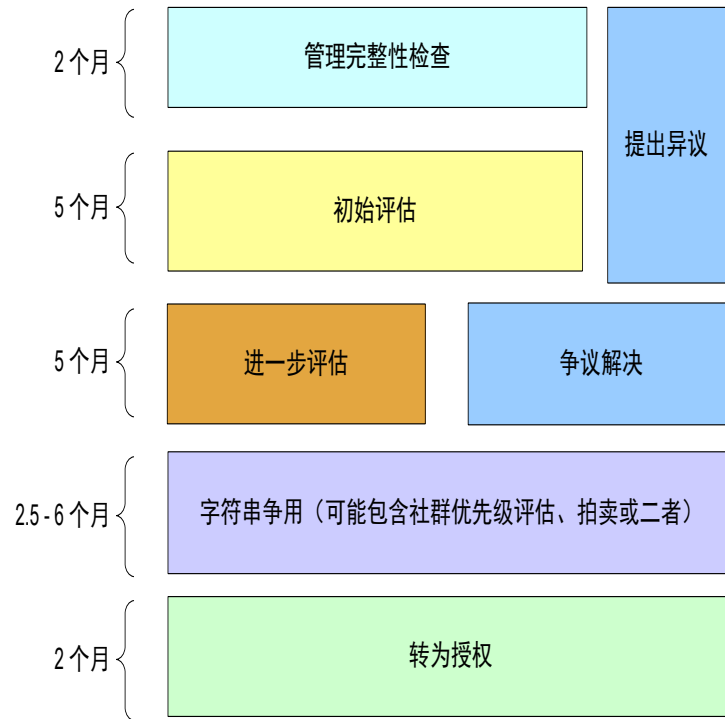 2 个月
管理完整性检查
提出异议
5 个月
初始评估
5 个月
进一步评估
争议解决
2.5 - 6 个月
字符串争用（可能包含社群优先级评估、拍卖或二者）
2 个月
转为授权